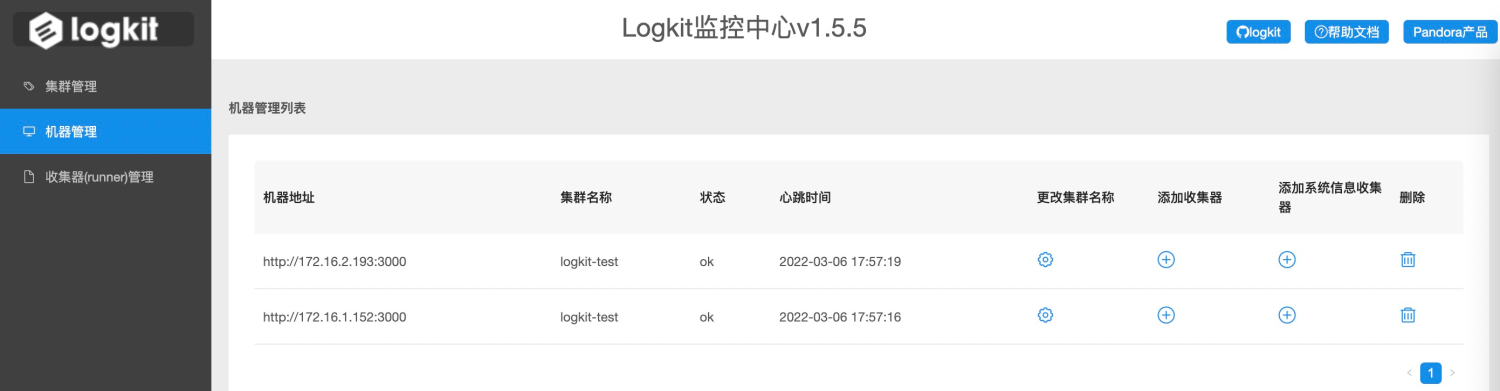 logkit
Logkit监控中心v1.5.5
logkit
帮助文档
Pandora产品
集群管理
机器管理
收集器(runner)管理
机器管理列表
机器地址 集群名称 状态 心跳时间 更改集群名称 添加收集器 添加系统信息收集
器 删除
http://172.16.2.193:3000 logkit-test ok 2022-03-06 17:57:19
http://172.16.1.152:3000 logkit-test ok 2022-03-06 17:57:16
< 1 >